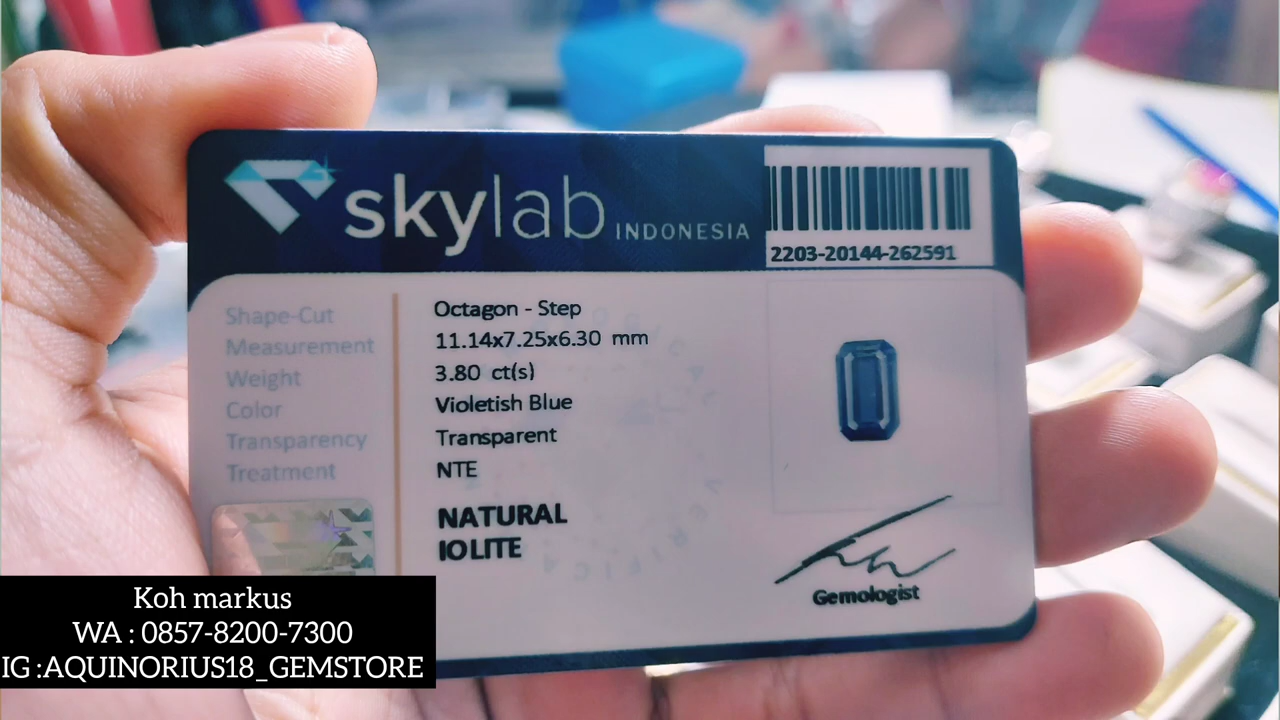 skylab INDONESIA
2203-20144-262591
Shape-Cut Octagon - Step
Measurement 11.14x7.25x6.30 mm
Weight 3.80 ct(s)
Color Violetish Blue
Transparency Transparent
Treatment NTE
NATURAL
IOLITE
Gemologist
Koh markus
WA : 0857-8200-7300
IG :AQUINORIUS18_GEMSTORE